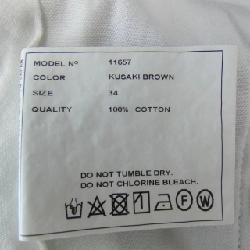 MODEL Nº 11657
COLOR KUSAKI BROWN
SIZE 34
QUALITY 100% COTTON
DO NOT TUMBLE DRY.
DO NOT CHLORINE BLEACH.
F W